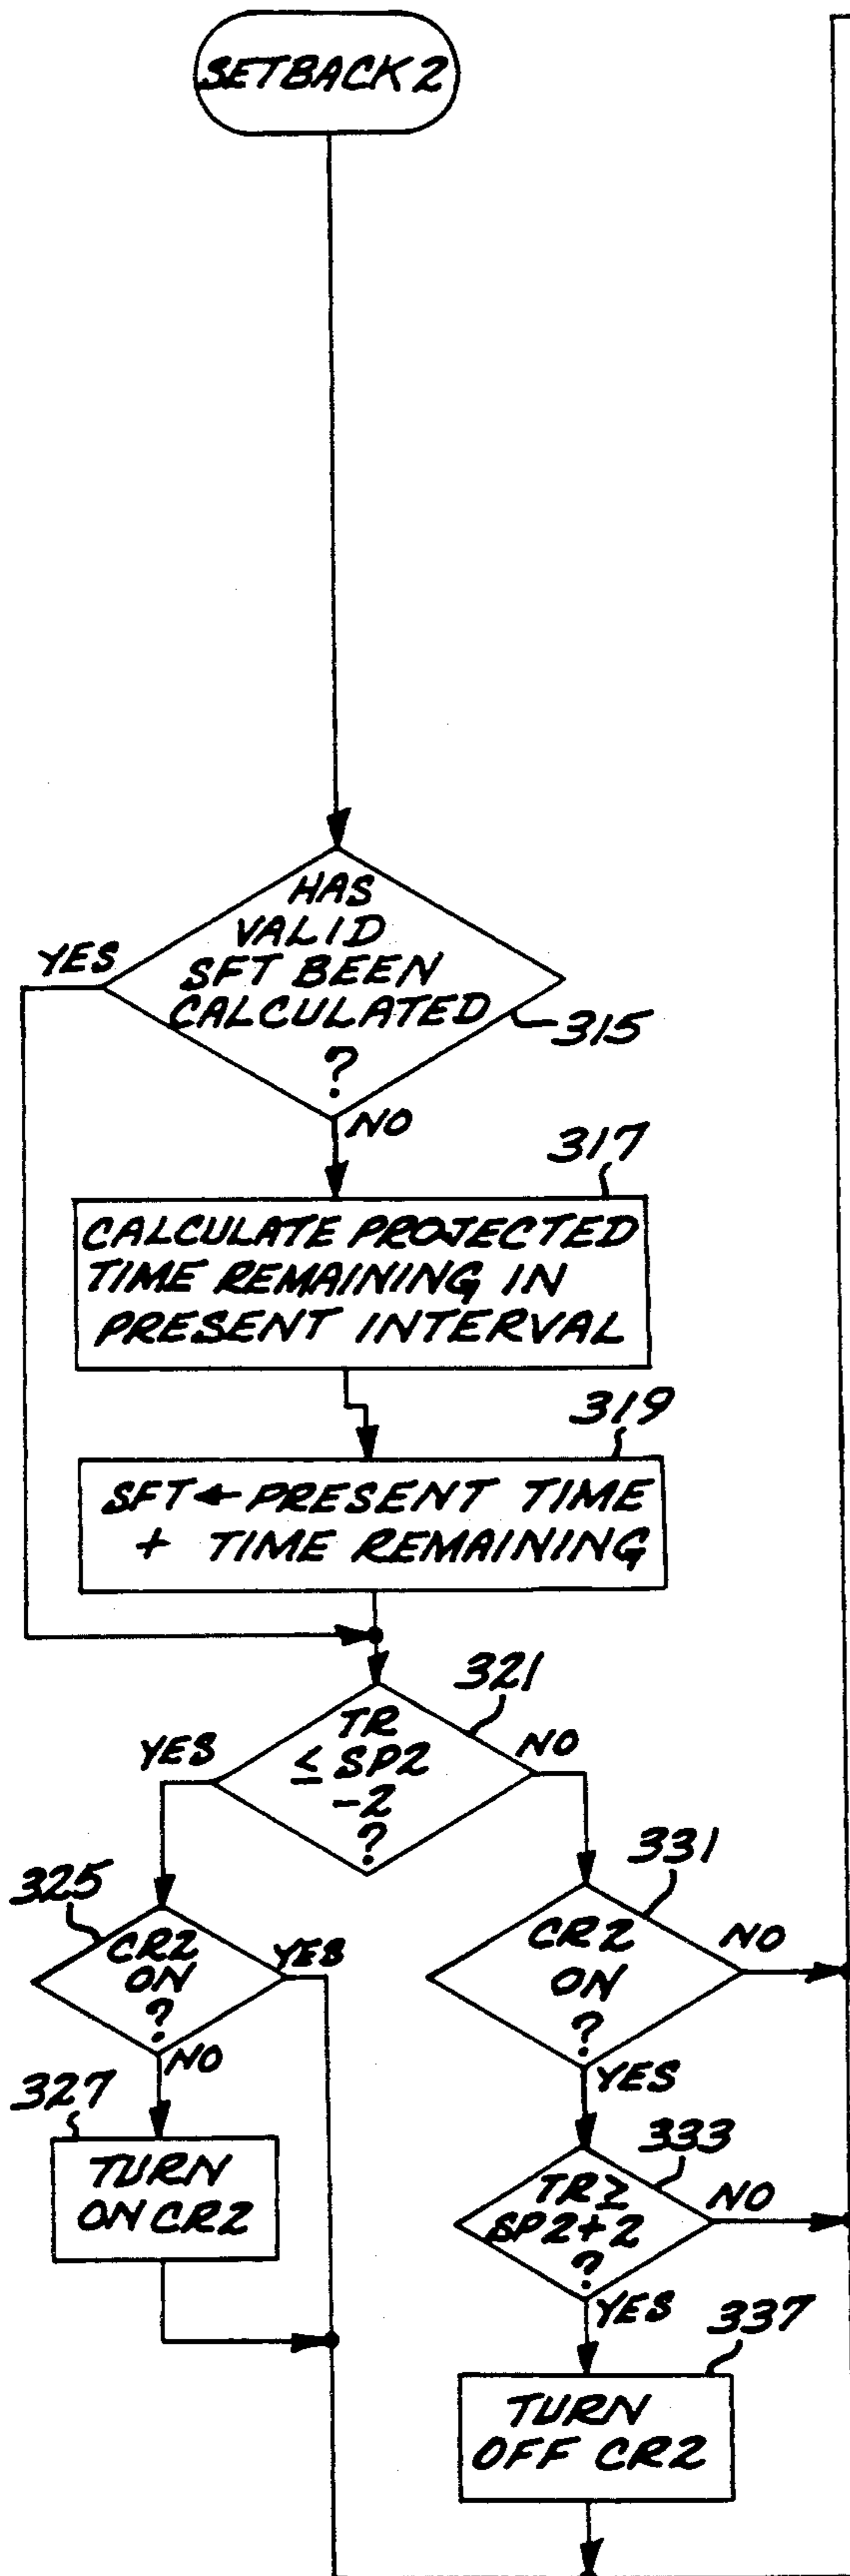 SETBACK 2
HAS
VALID
SFT BEEN
CALCULATED
?
YES
315
NO
317
CALCULATE PROJECTED
TIME REMAINING IN
PRESENT INTERVAL
319
SFT ← PRESENT TIME
+ TIME REMAINING
321
TR
≤ SP2
-2
?
YES
NO
325
CR2
ON
?
YES
NO
327
TURN
ON CR2
331
CR2
ON
?
NO
YES
333
TR ≥
SP2+2
?
NO
YES
337
TURN
OFF CR2